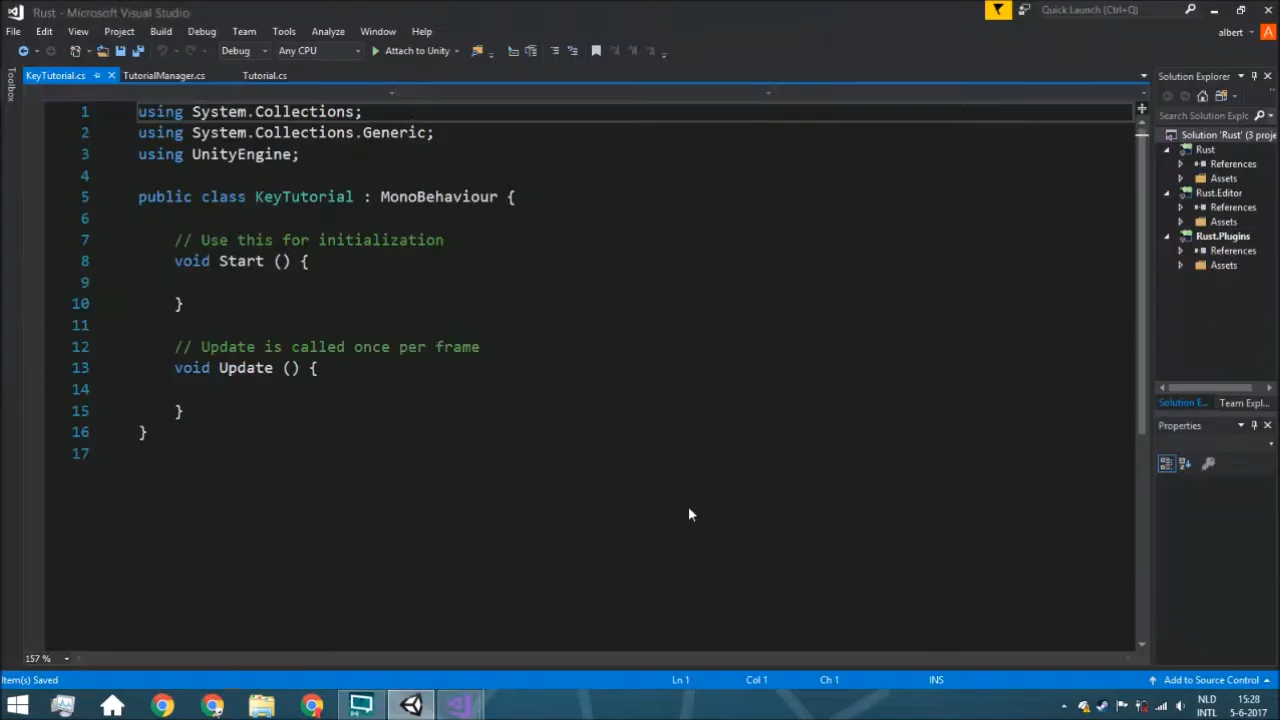 Rust - Microsoft Visual Studio
Quick Launch (Ctrl+Q)
File Edit View Project Build Debug Team Tools Analyze Window Help
albert A
Debug Any CPU Attach to Unity
Toolbox
KeyTutorial.cs TutorialManager.cs Tutorial.cs
1 using System.Collections;
2 using System.Collections.Generic;
3 using UnityEngine;
4
5 public class KeyTutorial : MonoBehaviour {
6
7 // Use this for initialization
8 void Start () {
9
10 }
11
12 // Update is called once per frame
13 void Update () {
14
15 }
16 }
17
Solution Explorer
Search Solution Explc
Solution 'Rust' (3 proje
Rust
References
Assets
Rust.Editor
References
Assets
Rust.Plugins
References
Assets
Solution E... Team Expl...
Properties
157 %
Item(s) Saved Ln 1 Col 1 Ch 1 INS Add to Source Control
NLD 15:28
INTL 5-6-2017